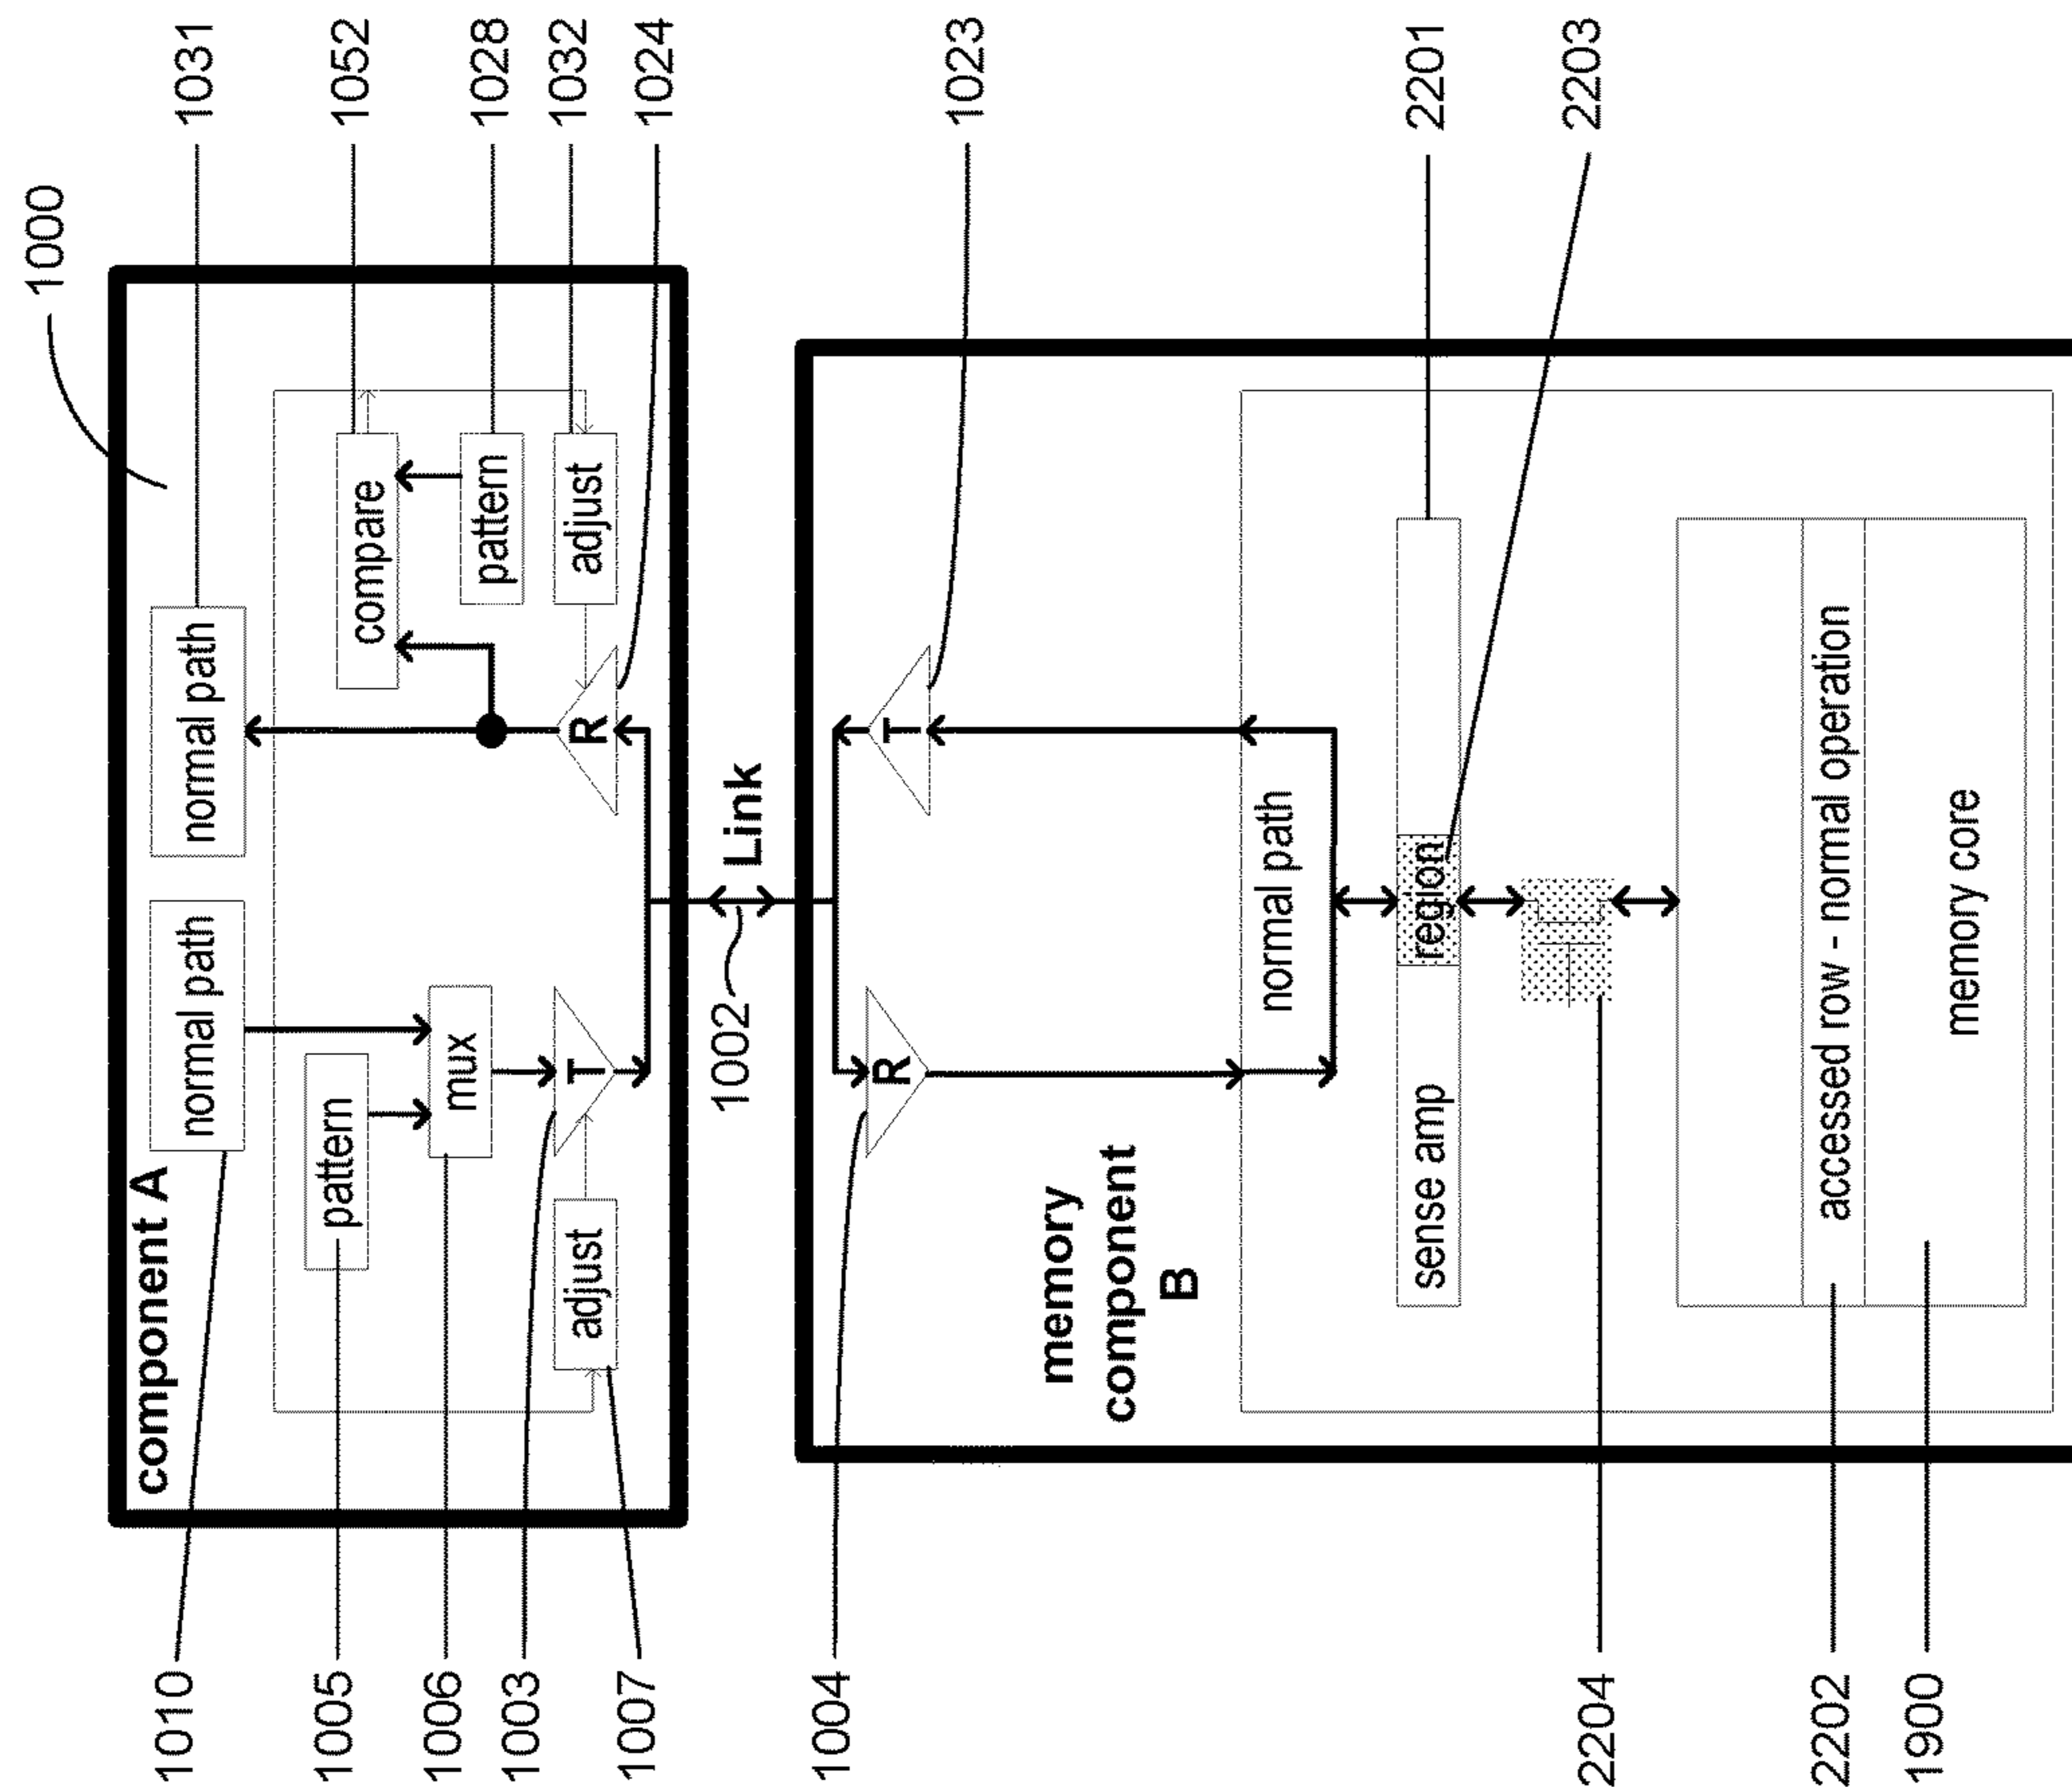 1000
component A
1010
1005
1006
1003
1007
normal path
normal path
pattern
mux
T
adjust
compare
pattern
adjust
R
1031
1052
1028
1032
1024
1002
Link
1004
R
T
1023
memory
component
B
normal path
sense amp
region
2201
2203
2204
accessed row - normal operation
memory core
2202
1900